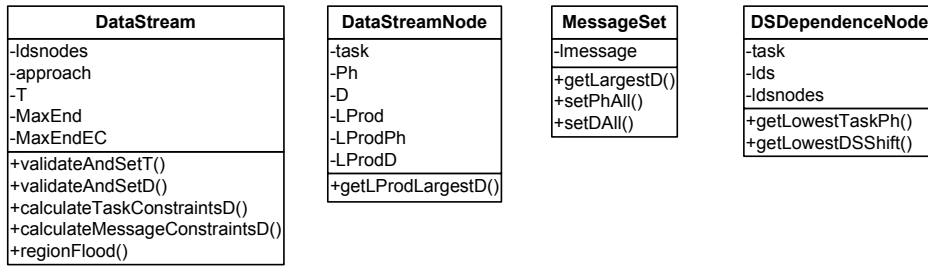 DataStream
-ldsnodes
-approach
-T
-MaxEnd
-MaxEndEC
+validateAndSetT()
+validateAndSetD()
+calculateTaskConstraintsD()
+calculateMessageConstraintsD()
+regionFlood()
DataStreamNode
-task
-Ph
-D
-LProd
-LProdPh
-LProdD
+getLProdLargestD()
MessageSet
-lmessage
+getLargestD()
+setPhAll()
+setDAll()
DSDependenceNode
-task
-lds
-ldsnodes
+getLowestTaskPh()
+getLowestDSShift()